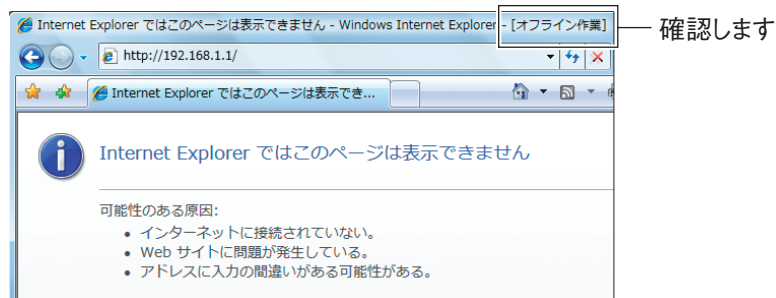 Internet Explorer ではこのページは表示できません - Windows Internet Explorer - [オフライン作業]
確認します
http://192.168.1.1/
Internet Explorer ではこのページは表示でき...
Internet Explorer ではこのページは表示できません
可能性のある原因:
• インターネットに接続されていない。
• Web サイトに問題が発生している。
• アドレスに入力の間違いがある可能性がある。